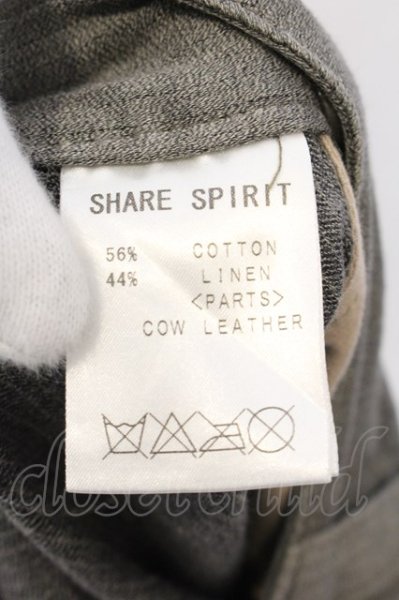 SHARE SPIRIT
56% COTTON
44% LINEN
<PARTS>
COW LEATHER
closet child